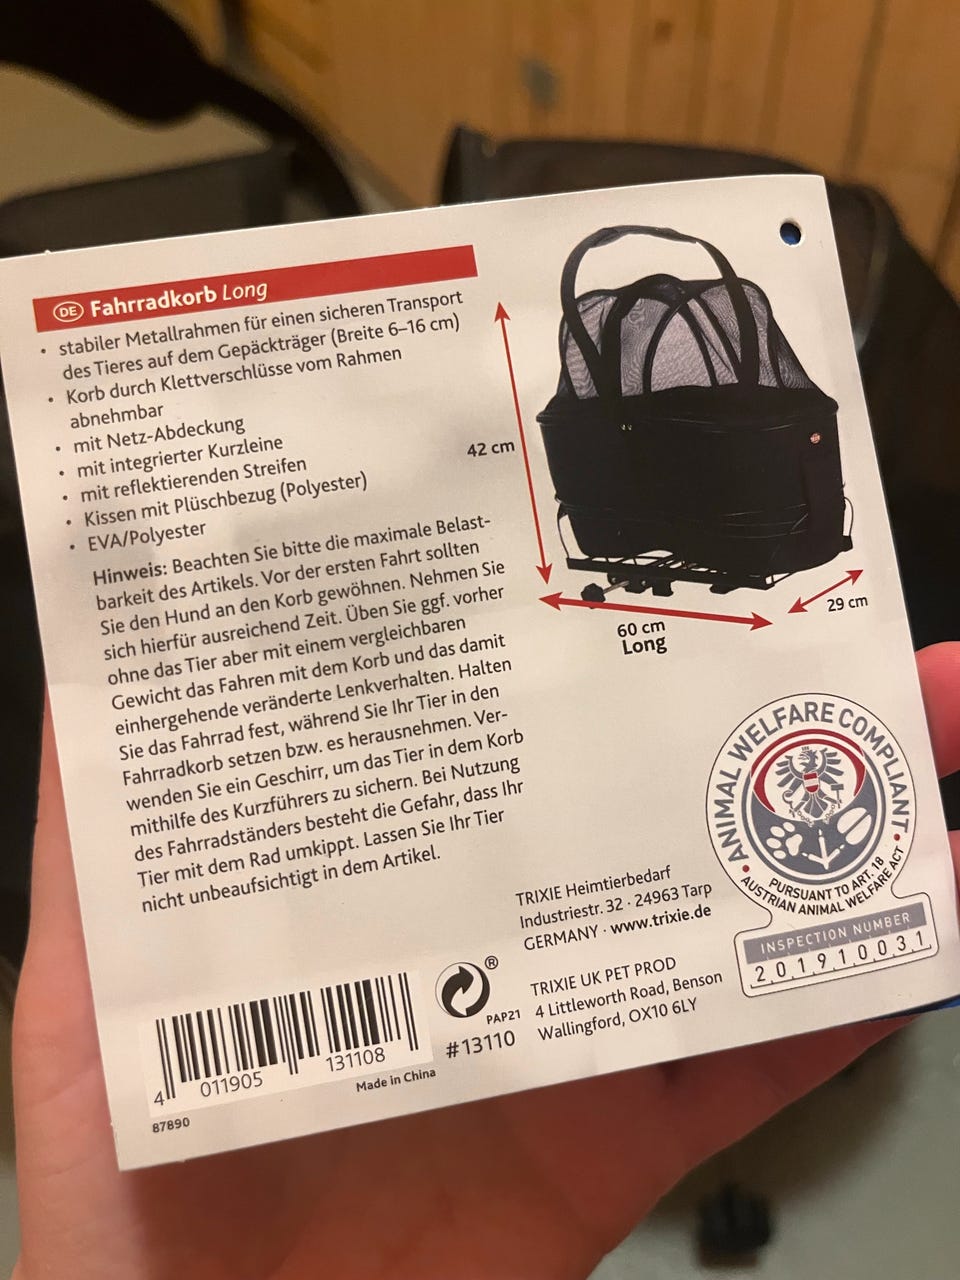 DE Fahrradkorb Long
• stabiler Metallrahmen für einen sicheren Transport
des Tieres auf dem Gepäckträger (Breite 6–16 cm)
• Korb durch Klettverschlüsse vom Rahmen
abnehmbar
• mit Netz-Abdeckung
• mit integrierter Kurzleine
• mit reflektierenden Streifen
• Kissen mit Plüschbezug (Polyester)
• EVA/Polyester
Hinweis: Beachten Sie bitte die maximale Belast-
barkeit des Artikels. Vor der ersten Fahrt sollten
Sie den Hund an den Korb gewöhnen. Nehmen Sie
sich hierfür ausreichend Zeit. Üben Sie ggf. vorher
ohne das Tier aber mit einem vergleichbaren
Gewicht das Fahren mit dem Korb und das damit
einhergehende veränderte Lenkverhalten. Halten
Sie das Fahrrad fest, während Sie Ihr Tier in den
Fahrradkorb setzen bzw. es herausnehmen. Ver-
wenden Sie ein Geschirr, um das Tier in dem Korb
mithilfe des Kurzführers zu sichern. Bei Nutzung
des Fahrradständers besteht die Gefahr, dass Ihr
Tier mit dem Rad umkippt. Lassen Sie Ihr Tier
nicht unbeaufsichtigt in dem Artikel.
42 cm
60 cm
Long
29 cm
• ANIMAL WELFARE COMPLIANT •
PURSUANT TO ART. 18
AUSTRIAN ANIMAL WELFARE ACT
INSPECTION NUMBER
201910031
TRIXIE Heimtierbedarf
Industriestr. 32 · 24963 Tarp
GERMANY · www.trixie.de
TRIXIE UK PET PROD
4 Littleworth Road, Benson
Wallingford, OX10 6LY
®
PAP21
#13110
4 011905 131108
Made in China
87890